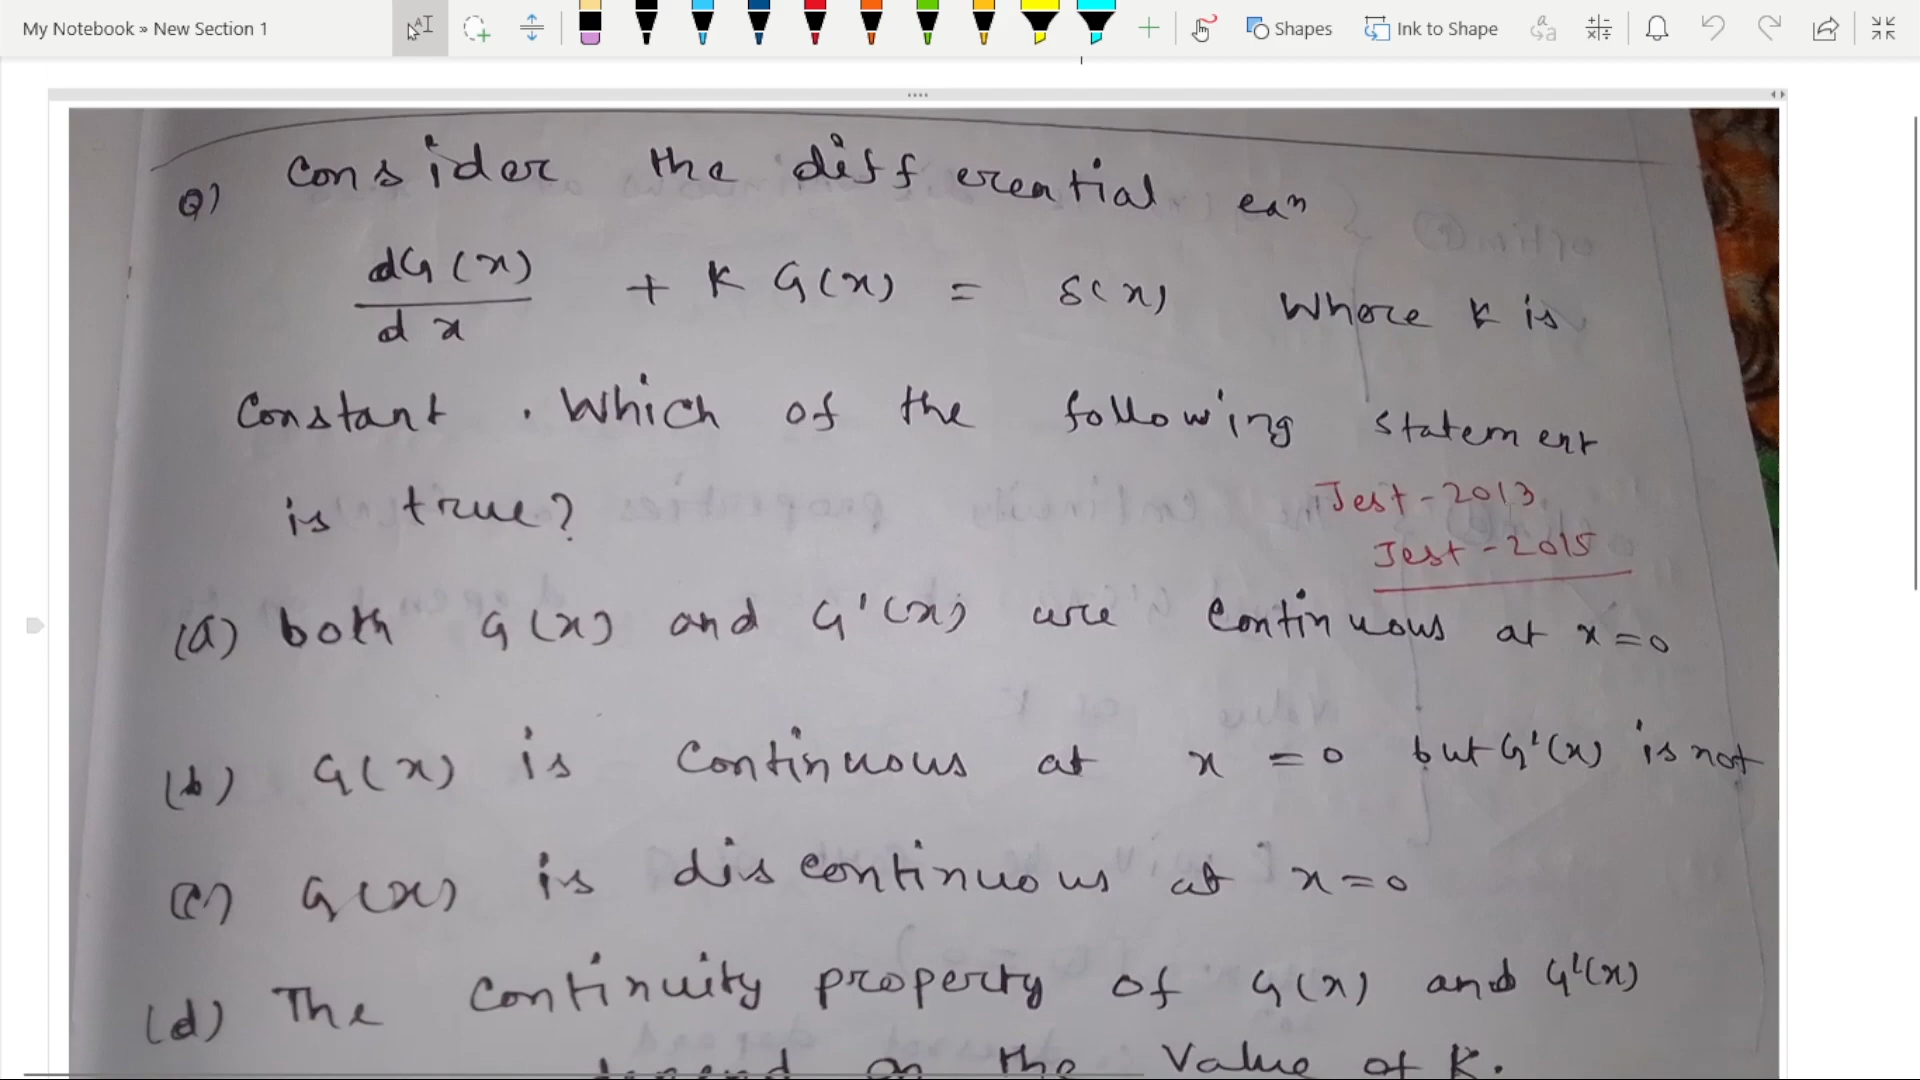 My Notebook » New Section 1
Shapes
Ink to Shape
Q) Consider the differential eqn
dG(x)/dx + K G(x) = δ(x) Where K is
Constant. Which of the following statement
is true?
Jest - 2013
Jest - 2015
(a) both G(x) and G'(x) are continuous at x=0
(b) G(x) is continuous at x=0 but G'(x) is not
(c) G(x) is discontinuous at x=0
(d) The continuity property of G(x) and G'(x)
depend on the value of K.